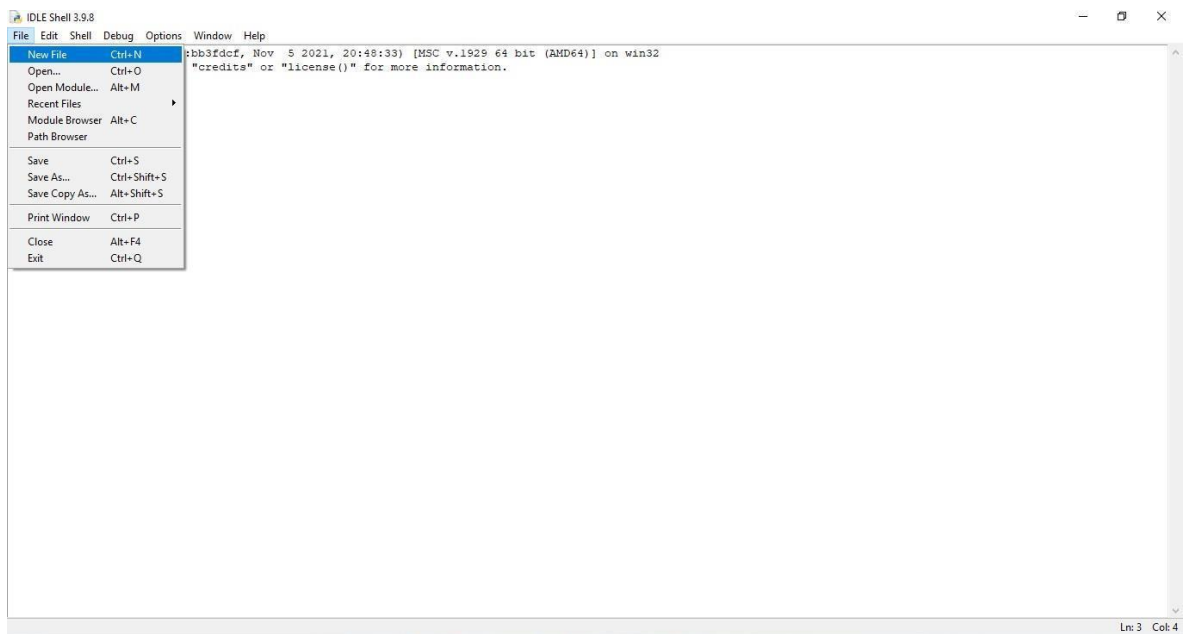 IDLE Shell 3.9.8
File Edit Shell Debug Options Window Help
New File Ctrl+N
Open... Ctrl+O
Open Module... Alt+M
Recent Files
Module Browser Alt+C
Path Browser
Save Ctrl+S
Save As... Ctrl+Shift+S
Save Copy As... Alt+Shift+S
Print Window Ctrl+P
Close Alt+F4
Exit Ctrl+Q
:bb3fdcf, Nov 5 2021, 20:48:33) [MSC v.1929 64 bit (AMD64)] on win32
"credits" or "license()" for more information.
Ln: 3 Col: 4